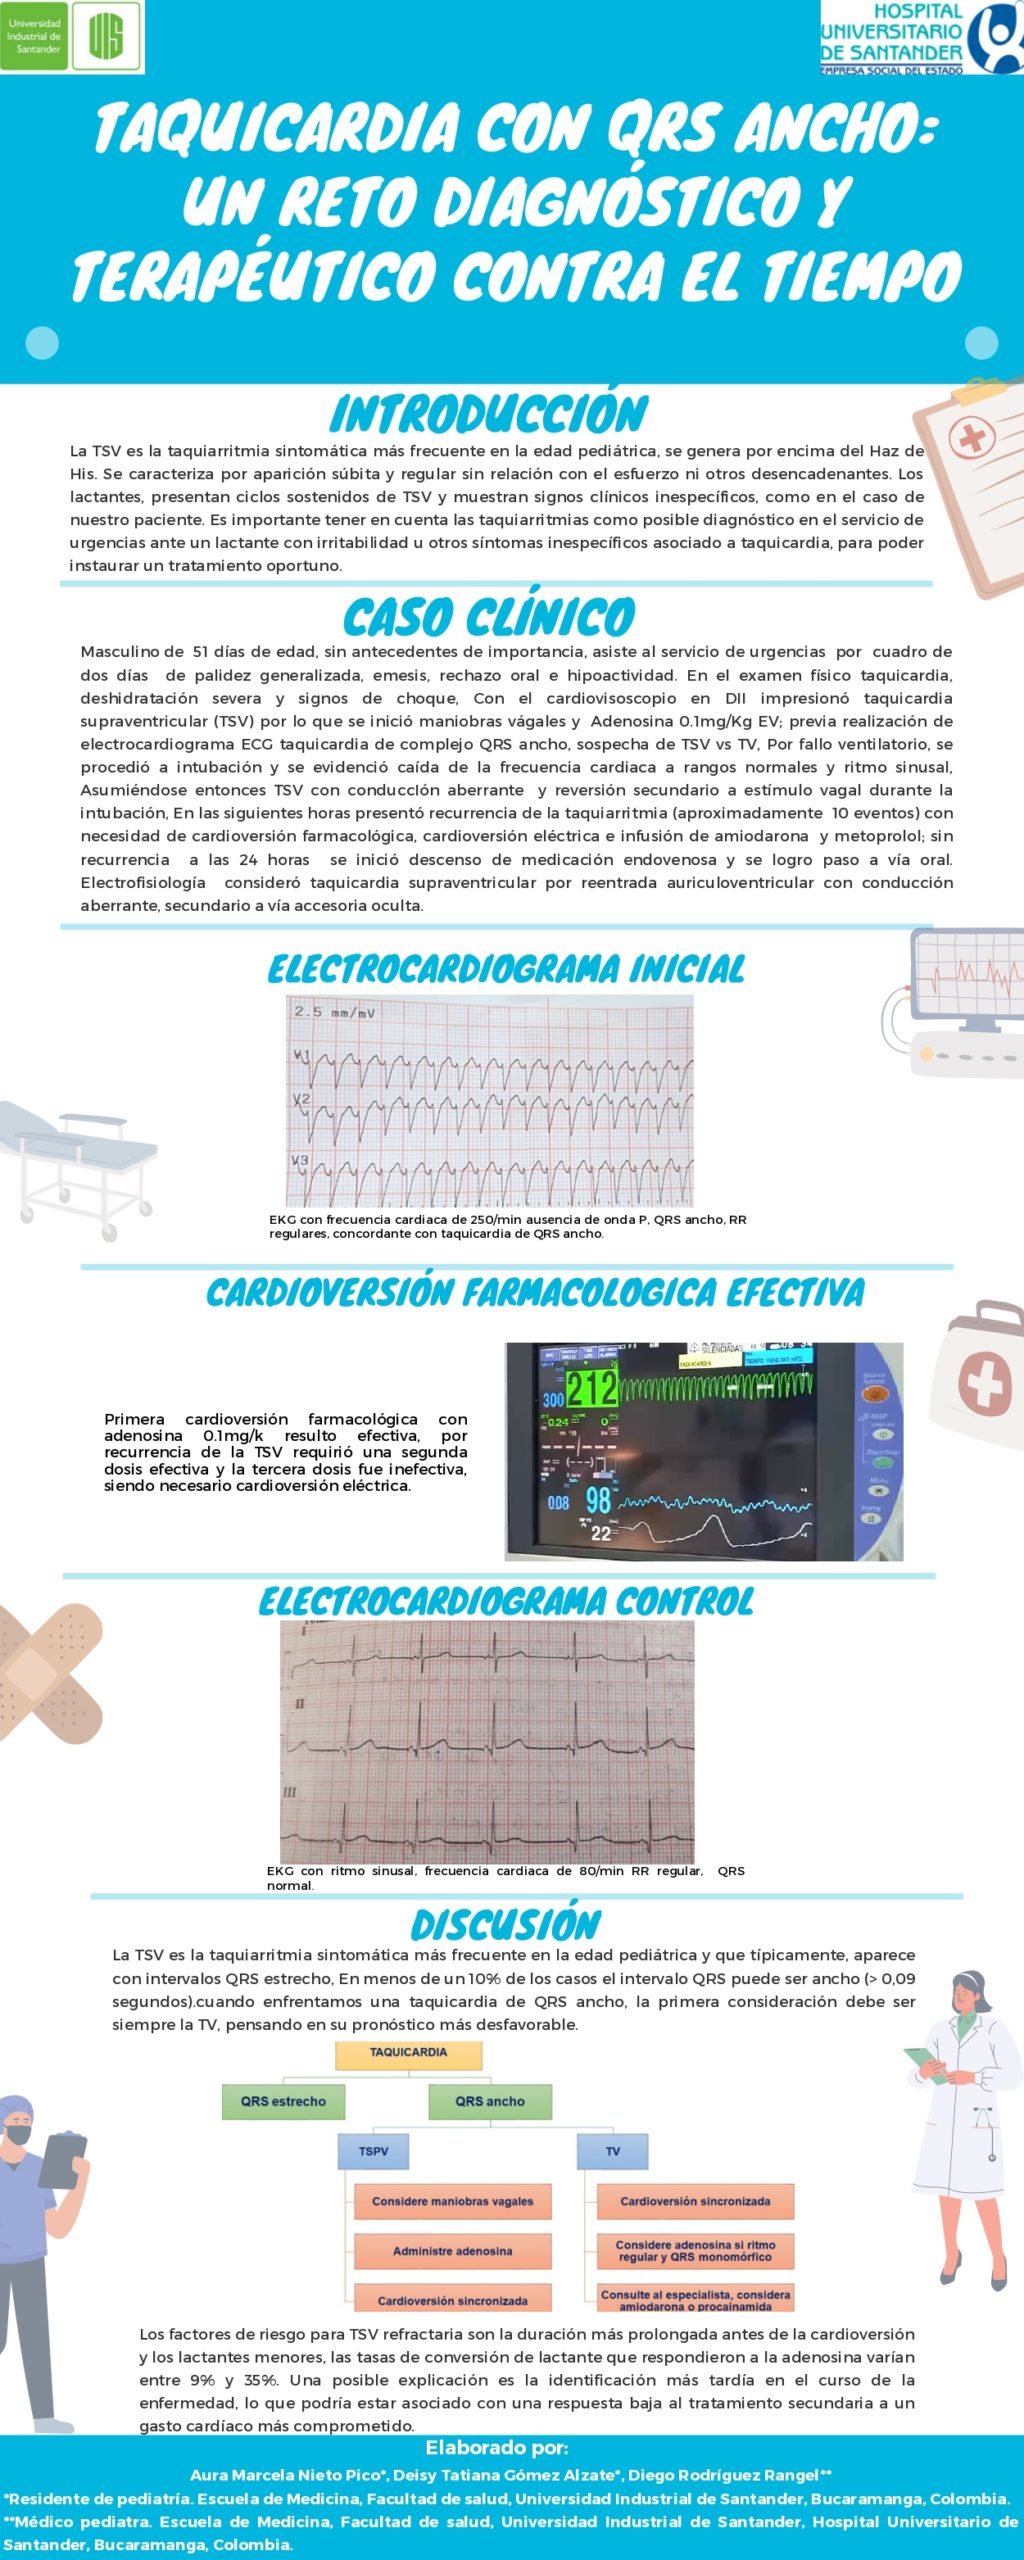 Universidad
Industrial de
Santander
UIS
HOSPITAL
UNIVERSITARIO
DE SANTANDER
EMPRESA SOCIAL DEL ESTADO
TAQUICARDIA CON QRS ANCHO:
UN RETO DIAGNÓSTICO Y
TERAPÉUTICO CONTRA EL TIEMPO
INTRODUCCIÓN
La TSV es la taquiarritmia sintomática más frecuente en la edad pediátrica, se genera por encima del Haz de
His. Se caracteriza por aparición súbita y regular sin relación con el esfuerzo ni otros desencadenantes. Los
lactantes, presentan ciclos sostenidos de TSV y muestran signos clínicos inespecíficos, como en el caso de
nuestro paciente. Es importante tener en cuenta las taquiarritmias como posible diagnóstico en el servicio de
urgencias ante un lactante con irritabilidad u otros síntomas inespecíficos asociado a taquicardia, para poder
instaurar un tratamiento oportuno.
CASO CLÍNICO
Masculino de 51 días de edad, sin antecedentes de importancia, asiste al servicio de urgencias por cuadro de
dos días de palidez generalizada, emesis, rechazo oral e hipoactividad. En el examen físico taquicardia,
deshidratación severa y signos de choque, Con el cardiovisoscopio en DII impresionó taquicardia
supraventricular (TSV) por lo que se inició maniobras vágales y Adenosina 0.1mg/Kg EV; previa realización de
electrocardiograma ECG taquicardia de complejo QRS ancho, sospecha de TSV vs TV, Por fallo ventilatorio, se
procedió a intubación y se evidenció caída de la frecuencia cardiaca a rangos normales y ritmo sinusal,
Asumiéndose entonces TSV con conduccIón aberrante y reversión secundario a estímulo vagal durante la
intubación, En las siguientes horas presentó recurrencia de la taquiarritmia (aproximadamente 10 eventos) con
necesidad de cardioversión farmacológica, cardioversión eléctrica e infusión de amiodarona y metoprolol; sin
recurrencia a las 24 horas se inició descenso de medicación endovenosa y se logro paso a vía oral.
Electrofisiología consideró taquicardia supraventricular por reentrada auriculoventricular con conducción
aberrante, secundario a vía accesoria oculta.
ELECTROCARDIOGRAMA INICIAL
2.5 mm/mV
V1
V2
V3
EKG con frecuencia cardiaca de 250/min ausencia de onda P, QRS ancho, RR
regulares, concordante con taquicardia de QRS ancho.
CARDIOVERSIÓN FARMACOLOGICA EFECTIVA
Primera cardioversión farmacológica con
adenosina 0.1mg/k resulto efectiva, por
recurrencia de la TSV requirió una segunda
dosis efectiva y la tercera dosis fue inefectiva,
siendo necesario cardioversión eléctrica.
SILENCIADAS
TAQUICARDIA
TIEMPO VENCIDO
300
212
0.24
0
0.08
98
22
NIBP
Start/Stop
Menu
Home
ELECTROCARDIOGRAMA CONTROL
I
II
III
EKG con ritmo sinusal, frecuencia cardiaca de 80/min RR regular, QRS
normal.
DISCUSIÓN
La TSV es la taquiarritmia sintomática más frecuente en la edad pediátrica y que típicamente, aparece
con intervalos QRS estrecho, En menos de un 10% de los casos el intervalo QRS puede ser ancho (> 0,09
segundos).cuando enfrentamos una taquicardia de QRS ancho, la primera consideración debe ser
siempre la TV, pensando en su pronóstico más desfavorable.
TAQUICARDIA
QRS estrecho
QRS ancho
TSPV
TV
Considere maniobras vagales
Cardioversión sincronizada
Administre adenosina
Considere adenosina si ritmo
regular y QRS monomórfico
Cardioversión sincronizada
Consulte al especialista, considera
amiodarona o procainamida
Los factores de riesgo para TSV refractaria son la duración más prolongada antes de la cardioversión
y los lactantes menores, las tasas de conversión de lactante que respondieron a la adenosina varían
entre 9% y 35%. Una posible explicación es la identificación más tardía en el curso de la
enfermedad, lo que podría estar asociado con una respuesta baja al tratamiento secundaria a un
gasto cardíaco más comprometido.
Elaborado por:
Aura Marcela Nieto Pico*, Deisy Tatiana Gómez Alzate*, Diego Rodríguez Rangel**
*Residente de pediatría. Escuela de Medicina, Facultad de salud, Universidad Industrial de Santander, Bucaramanga, Colombia.
**Médico pediatra. Escuela de Medicina, Facultad de salud, Universidad Industrial de Santander, Hospital Universitario de
Santander, Bucaramanga, Colombia.